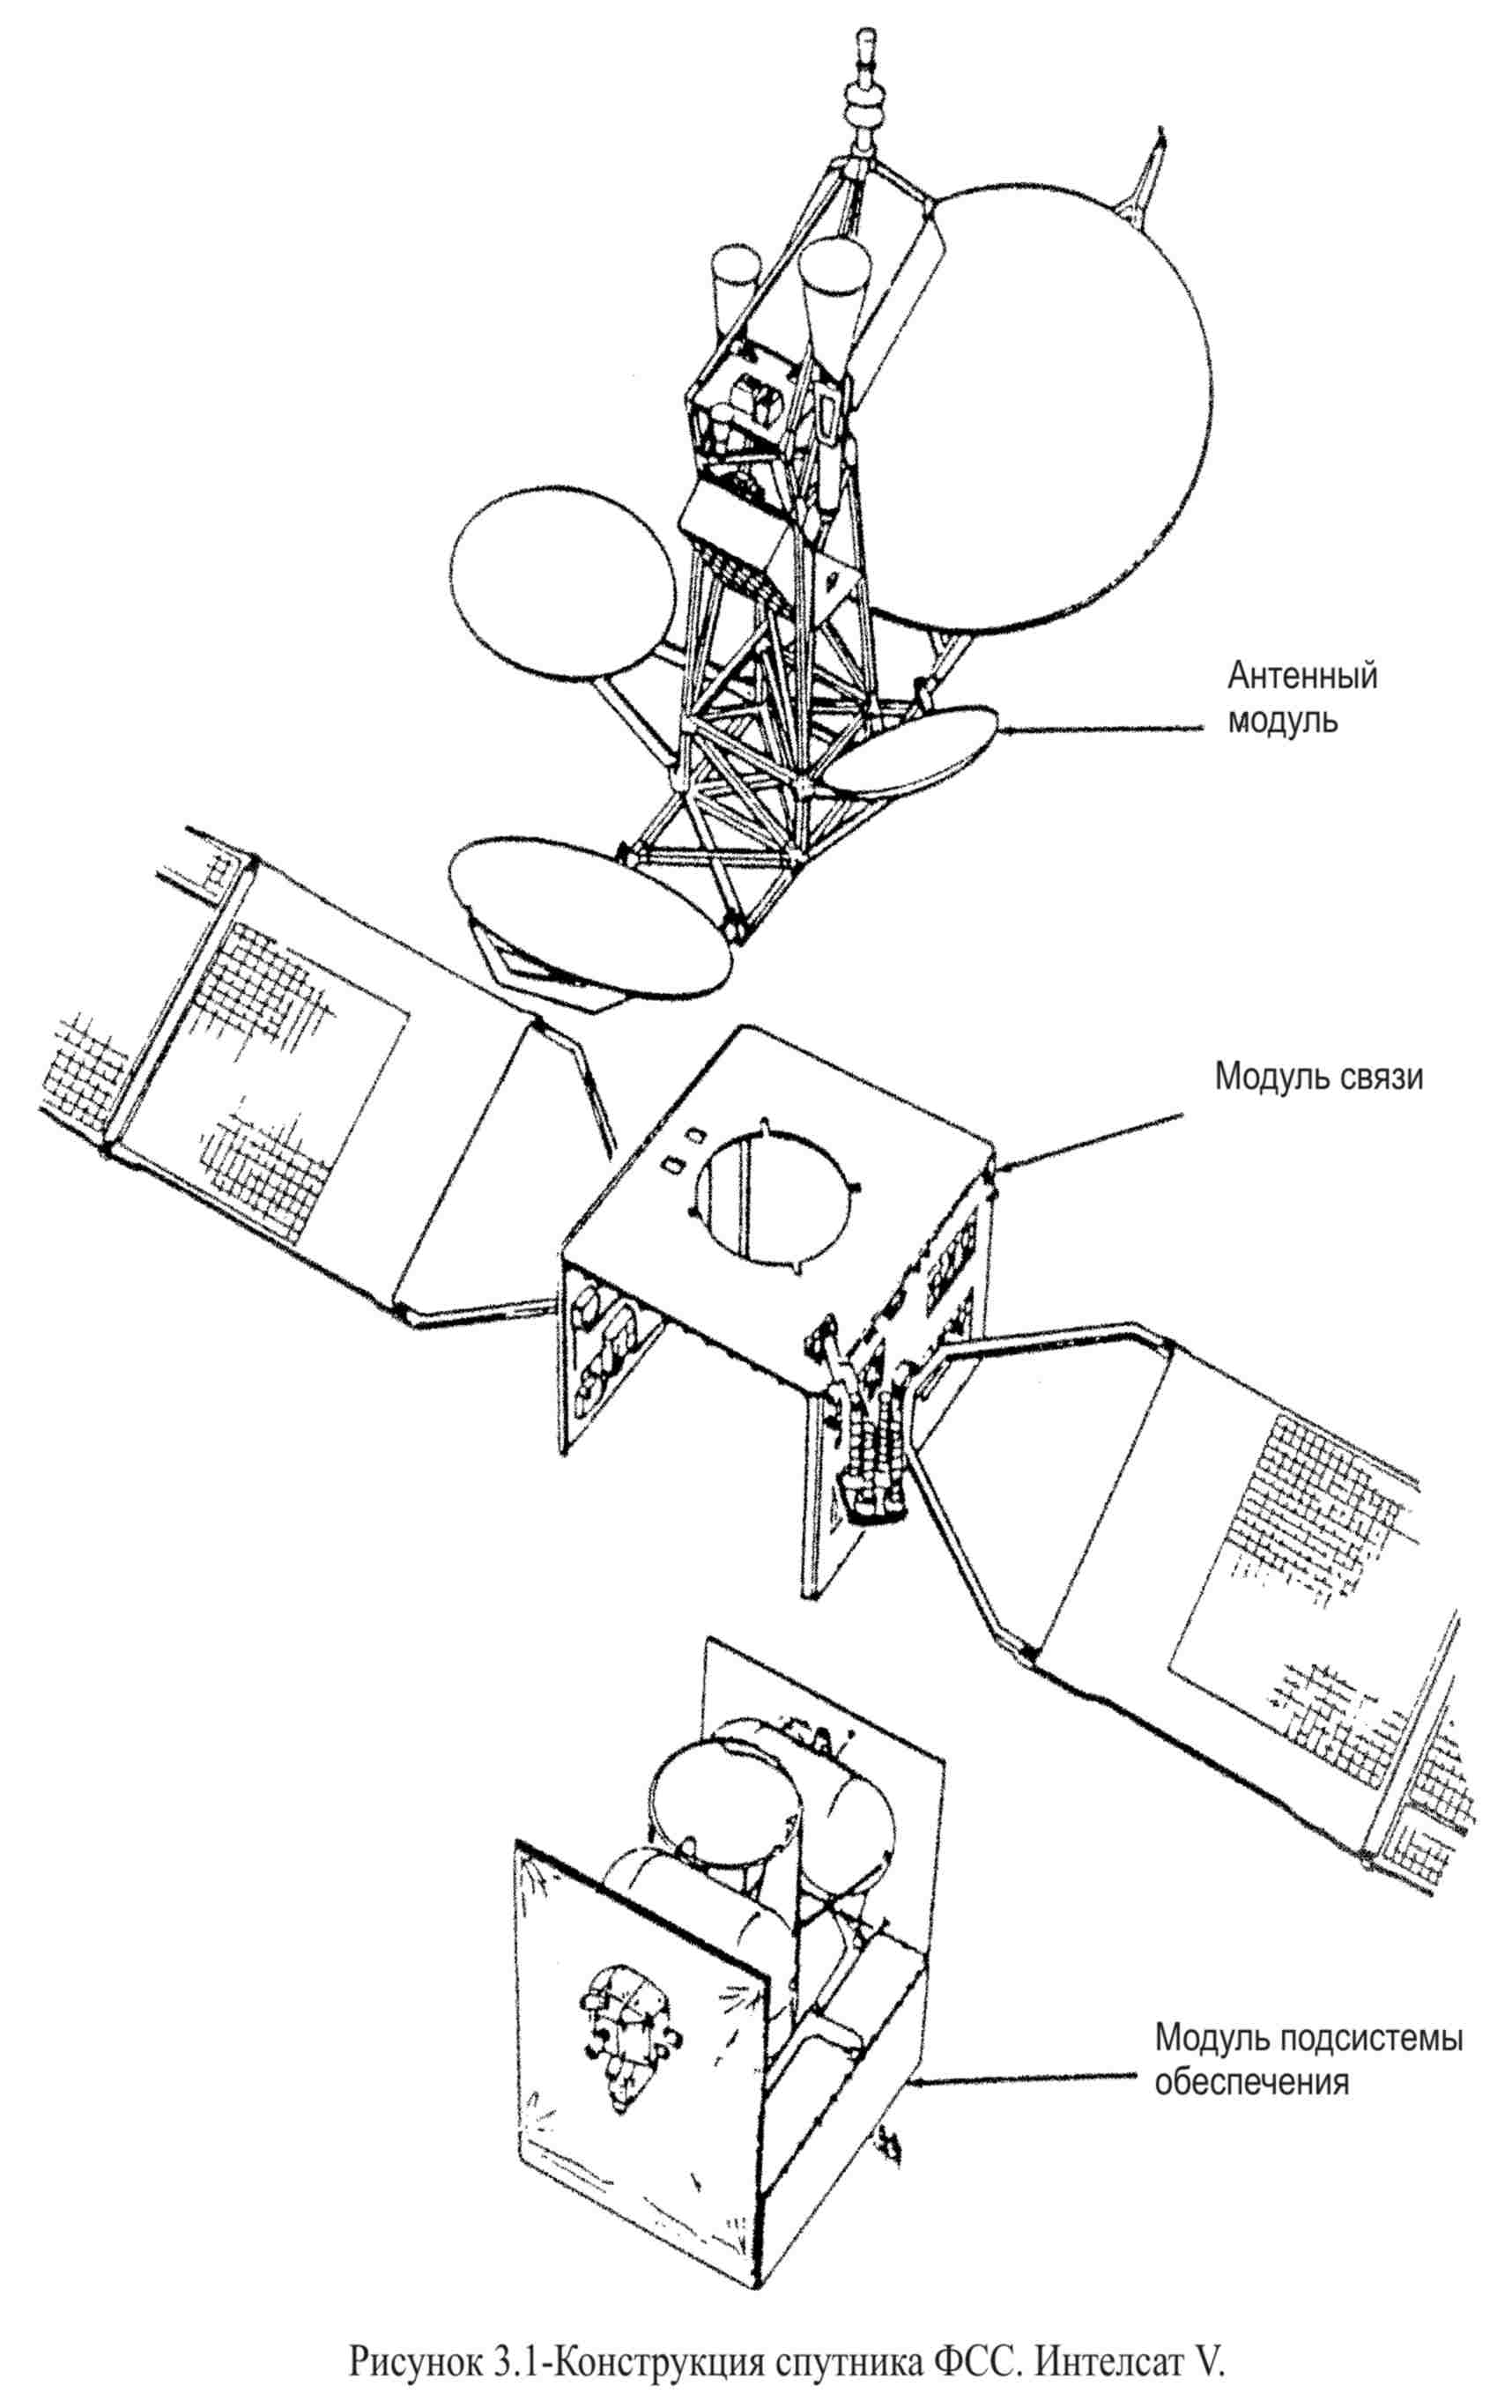 Антенный
модуль
Модуль связи
Модуль подсистемы
обеспечения
Рисунок 3.1-Конструкция спутника ФСС. Интелсат V.